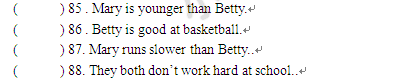 (          ) 85 . Mary is younger than Betty.↵
(          ) 86 . Betty is good at basketball.↵
(          ) 87. Mary runs slower than Betty..↵
(          ) 88. They both don’t work hard at school..↵